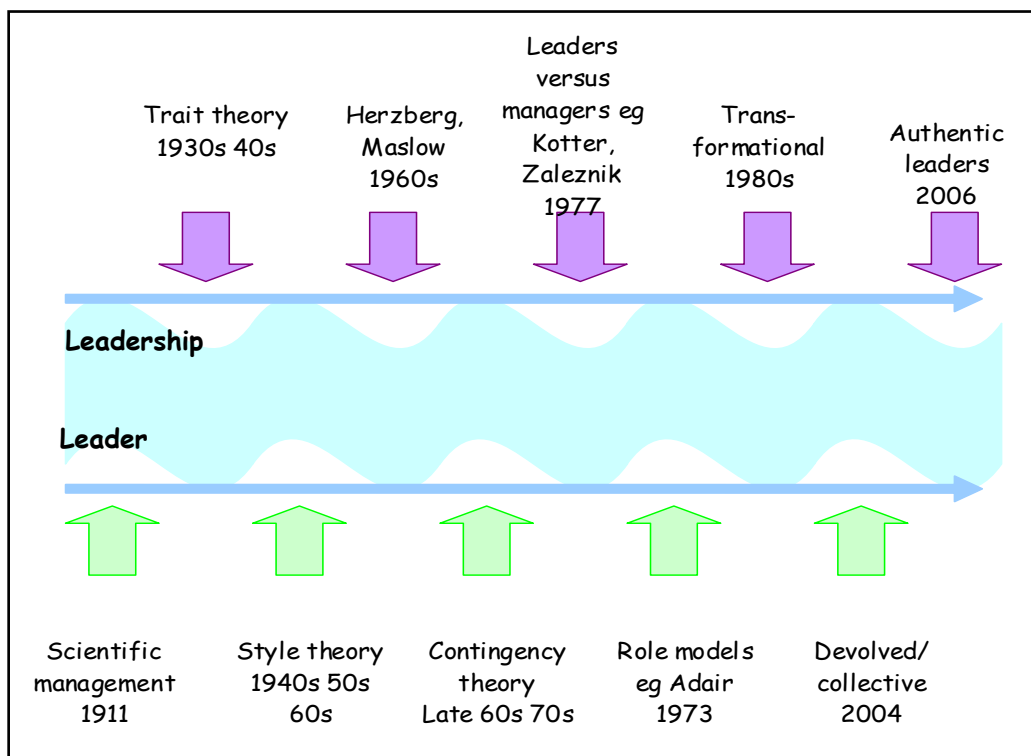 Trait theory
1930s 40s
Herzberg,
Maslow
1960s
Leaders
versus
managers eg
Kotter,
Zaleznik
1977
Trans-
formational
1980s
Authentic
leaders
2006
Leadership
Leader
Scientific
management
1911
Style theory
1940s 50s
60s
Contingency
theory
Late 60s 70s
Role models
eg Adair
1973
Devolved/
collective
2004